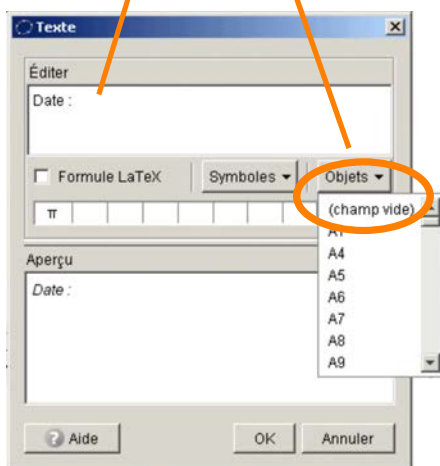 Texte
Éditer
Date :
Formule LaTeX Symboles Objets
π
(champ vide)
A1
A4
A5
A6
A7
A8
A9
Aperçu
Date :
Aide OK Annuler